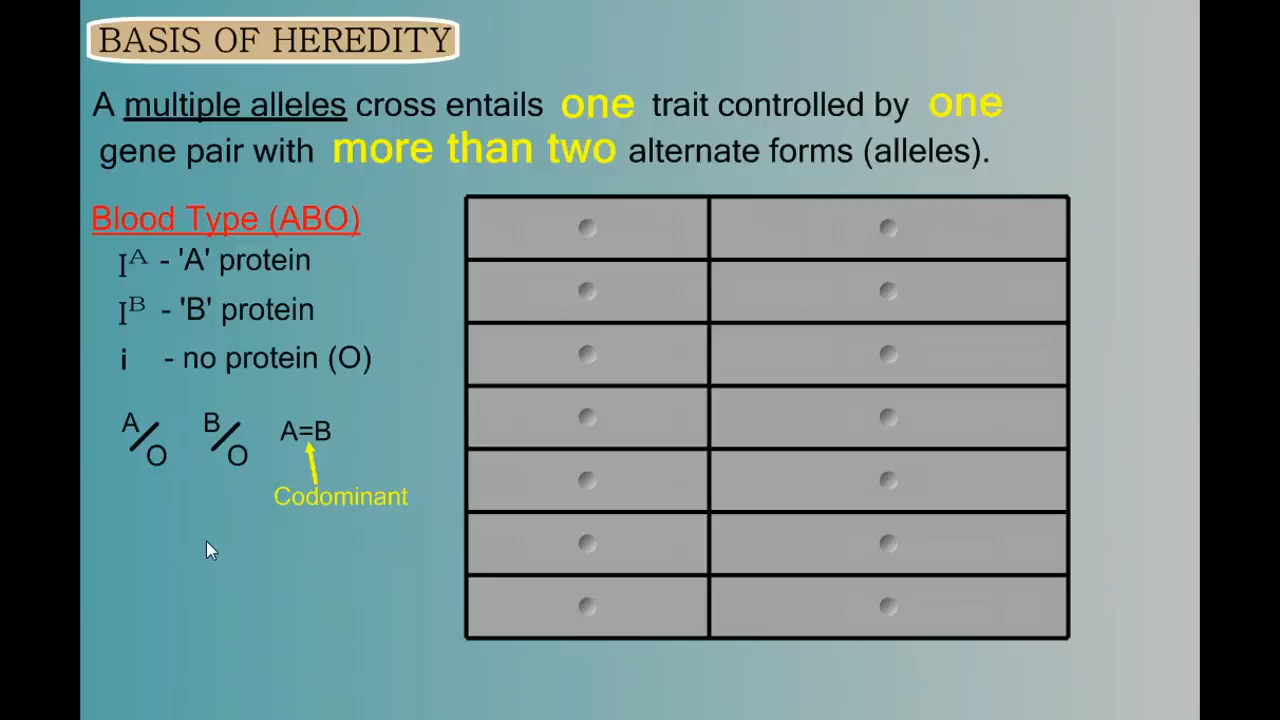 BASIS OF HEREDITY
A multiple alleles cross entails one trait controlled by one
gene pair with more than two alternate forms (alleles).
Blood Type (ABO)
Iᴬ - 'A' protein
Iᴮ - 'B' protein
i - no protein (O)
A/O B/O A=B
Codominant